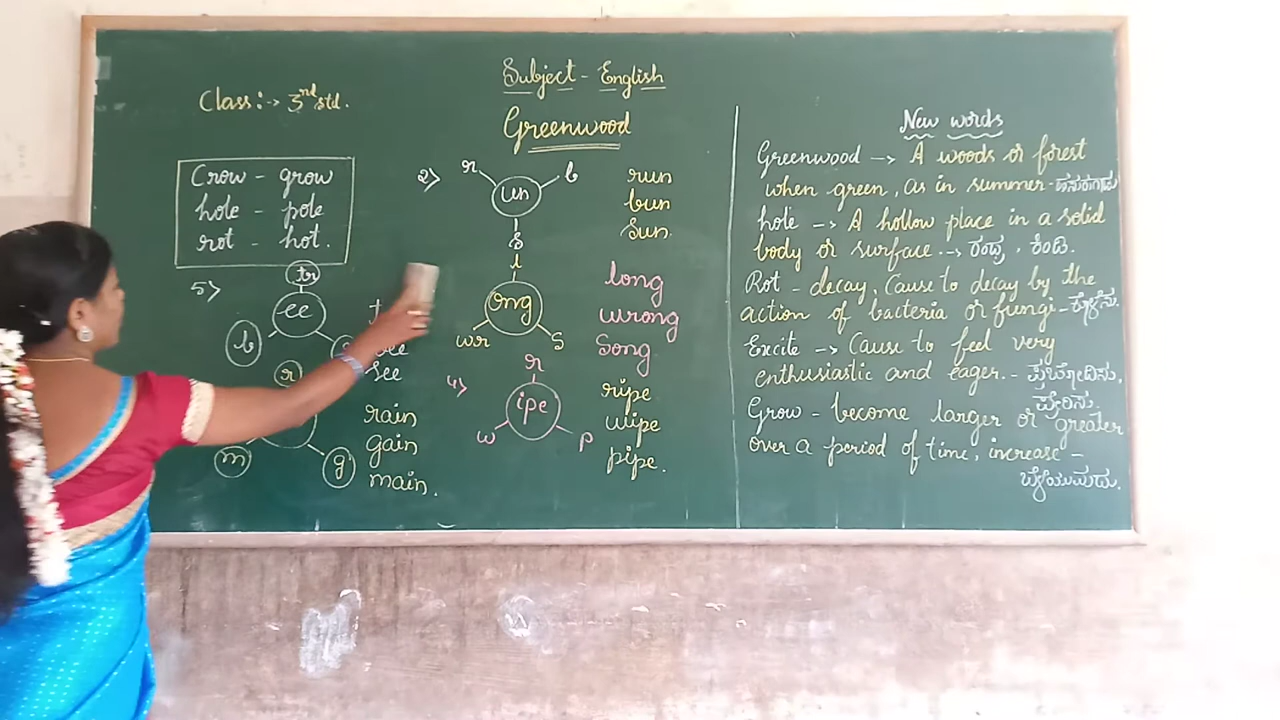 Subject - English
Class:-> 3rd std.
Greenwood
Crow - grow
hole - pole
rot - hot.
5>
tr
ee
b
see
r
m
g
rain
gain
main.
2>
r
b
un
s
run
bun
Sun
l
ong
wr
s
long
wrong
Song
4>
r
ipe
w
p
ripe
wipe
pipe.
New words
Greenwood -> A woods or forest
when green, as in summer -
hole -> A hollow place in a solid
body or surface. ->
Rot - decay, Cause to decay by the
action of bacteria or fungi -
Excite -> Cause to feel very
enthusiastic and eager. - ಪ್ರಚೋದಿಸು.
ಪ್ರೇರಿಸು.
Grow - become larger or greater
over a period of time, increase -